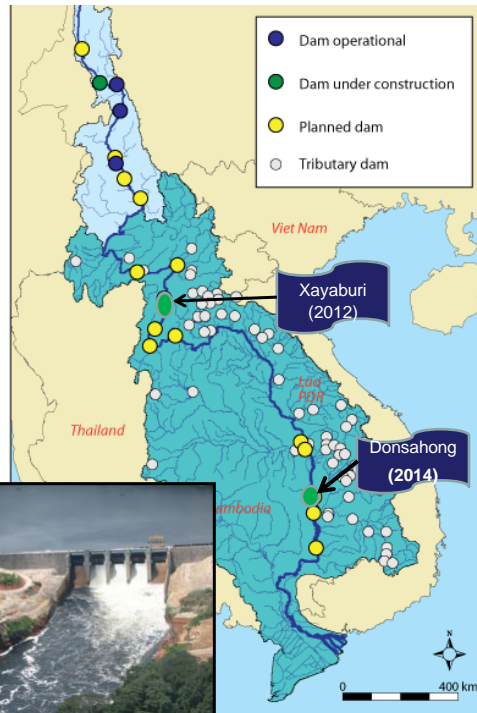 Dam operational
Dam under construction
Planned dam
Tributary dam
Viet Nam
Xayaburi
(2012)
Lao
PDR
Thailand
Donsahong
(2014)
ambodia
N
0
400 km